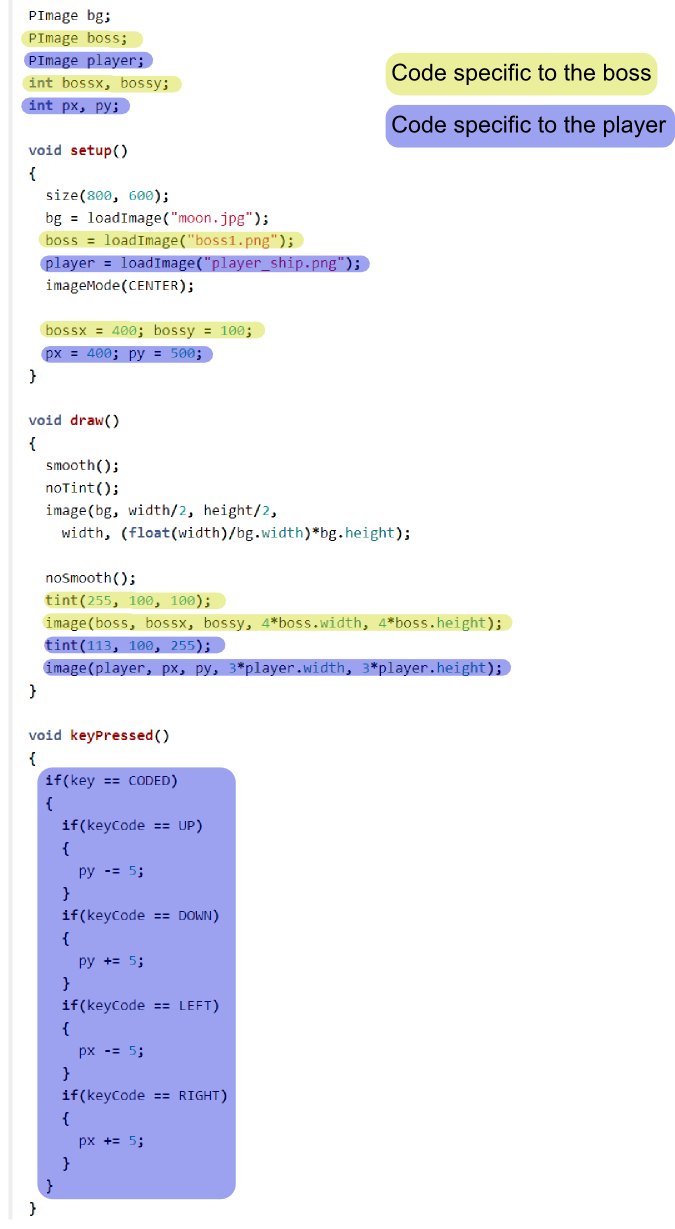 PImage bg;
PImage boss;
PImage player;
int bossx, bossy;
int px, py;
Code specific to the boss
Code specific to the player
void setup()
{
  size(800, 600);
  bg = loadImage("moon.jpg");
  boss = loadImage("boss1.png");
  player = loadImage("player_ship.png");
  imageMode(CENTER);
  bossx = 400; bossy = 100;
  px = 400; py = 500;
}
void draw()
{
  smooth();
  noTint();
  image(bg, width/2, height/2,
    width, (float(width)/bg.width)*bg.height);
  noSmooth();
  tint(255, 100, 100);
  image(boss, bossx, bossy, 4*boss.width, 4*boss.height);
  tint(113, 100, 255);
  image(player, px, py, 3*player.width, 3*player.height);
}
void keyPressed()
{
  if(key == CODED)
  {
    if(keyCode == UP)
    {
      py -= 5;
    }
    if(keyCode == DOWN)
    {
      py += 5;
    }
    if(keyCode == LEFT)
    {
      px -= 5;
    }
    if(keyCode == RIGHT)
    {
      px += 5;
    }
  }
}